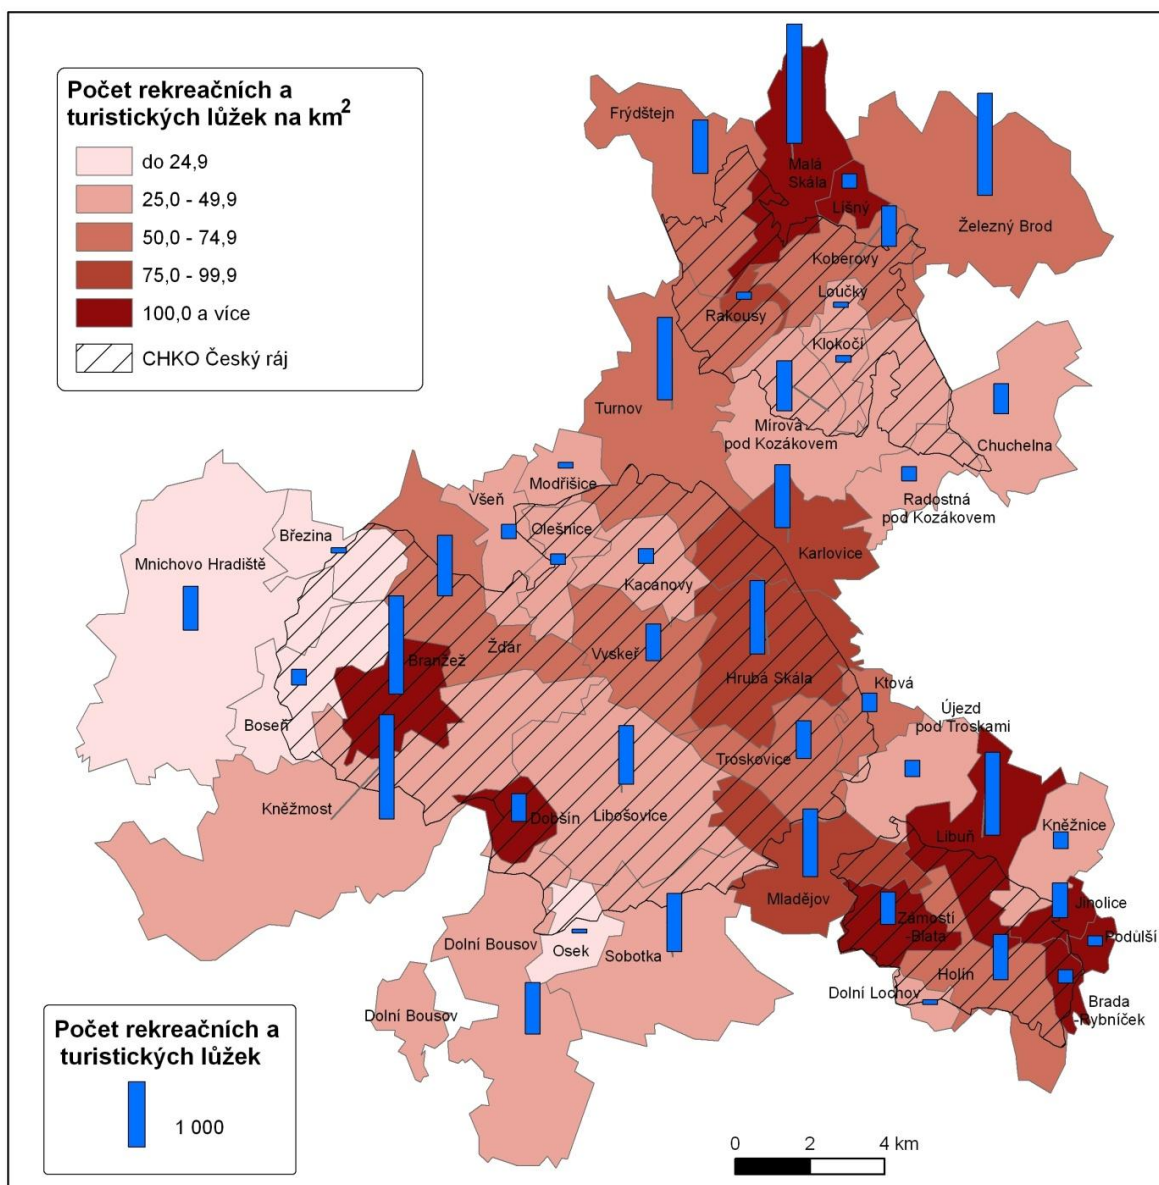 Počet rekreačních a
turistických lůžek na km²
do 24,9
25,0 - 49,9
50,0 - 74,9
75,0 - 99,9
100,0 a více
CHKO Český ráj
Frýdštejn
Malá
Skála
Líšný
Železný Brod
Koberovy
Loučky
Rakousy
Klokočí
Turnov
Mírová
pod Kozákovem
Chuchelna
Modřišice
Všeň
Radostná
pod Kozákovem
Olešnice
Březina
Karlovice
Mnichovo Hradiště
Kacanovy
Žďár
Vyskeř
Branžež
Hrubá Skála
Ktová
Boseň
Újezd
pod Troskami
Troskovice
Kněžmost
Dobšín
Libošovice
Libuň
Kněžnice
Mladějov
Jinolice
Zámostí
-Blata
Podůlší
Dolní Bousov
Osek
Sobotka
Holín
Dolní Lochov
Brada
-Rybníček
Dolní Bousov
Počet rekreačních a
turistických lůžek
1 000
0 2 4 km